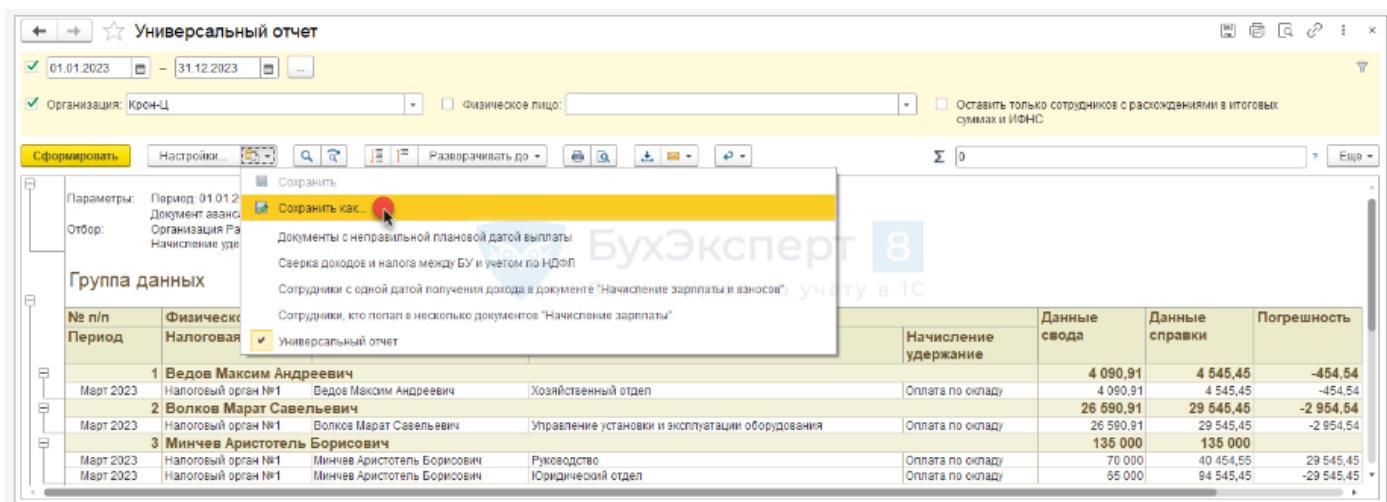 Универсальный отчет
01.01.2023 – 31.12.2023 ...
Организация: Крон-Ц Физическое лицо: Оставить только сотрудников с расхождениями в итоговых
суммах и ИФНС
Сформировать Настройки... Разворачивать до Σ 0 ? Еще
Сохранить
Параметры: Период: 01.01.2
Сохранить как...
Документ аванс
Отбор: Организация Ра
Начисление уде
Документы с неправильной плановой датой выплаты
БухЭксперт 8
Сверка доходов и налога между БУ и учетом по НДФЛ
Группа данных
Сотрудники с одной датой получения дохода в документе "Начисление зарплаты и взносов"
учету в 1С
Сотрудники, кто попал в несколько документов "Начисление зарплаты"
Универсальный отчет
№ п/п Физическо Данные Данные Погрешность
Период Налоговая Начисление свода справки
удержание
1 Ведов Максим Андреевич 4 090,91 4 545,45 -454,54
Март 2023 Налоговый орган №1 Ведов Максим Андреевич Хозяйственный отдел Оплата по окладу 4 090,91 4 545,45 -454,54
2 Волков Марат Савельевич 26 590,91 29 545,45 -2 954,54
Март 2023 Налоговый орган №1 Волков Марат Савельевич Управление установки и эксплуатации оборудования Оплата по окладу 26 590,91 29 545,45 -2 954,54
3 Минчев Аристотель Борисович 135 000 135 000
Март 2023 Налоговый орган №1 Минчев Аристотель Борисович Руководство Оплата по окладу 70 000 40 454,55 29 545,45
Март 2023 Налоговый орган №1 Минчев Аристотель Борисович Юридический отдел Оплата по окладу 65 000 94 545,45 -29 545,45